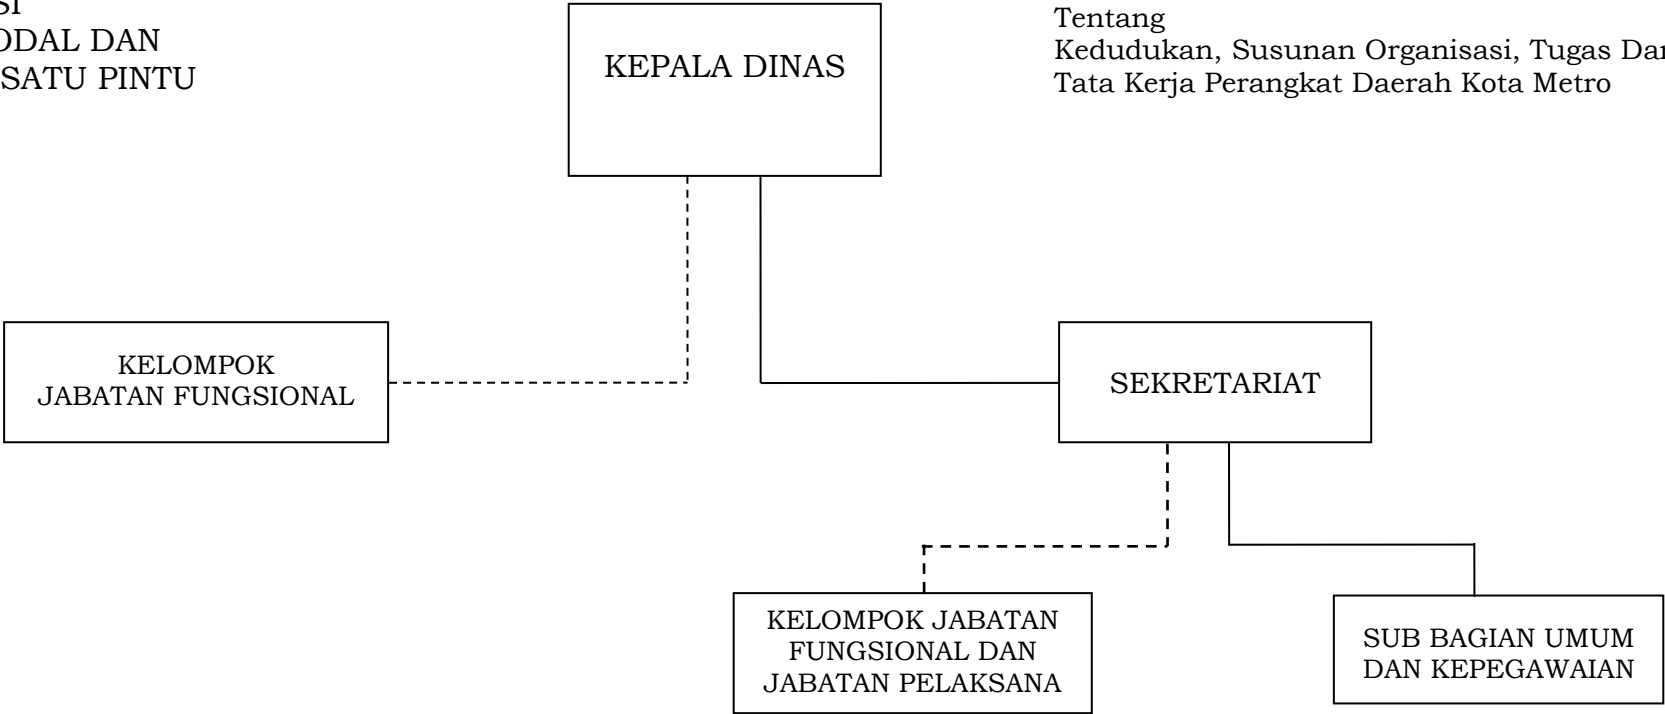 SI
ODAL DAN
SATU PINTU
KEPALA DINAS
Tentang
Kedudukan, Susunan Organisasi, Tugas Dan
Tata Kerja Perangkat Daerah Kota Metro
KELOMPOK
JABATAN FUNGSIONAL
SEKRETARIAT
KELOMPOK JABATAN
FUNGSIONAL DAN
JABATAN PELAKSANA
SUB BAGIAN UMUM
DAN KEPEGAWAIAN